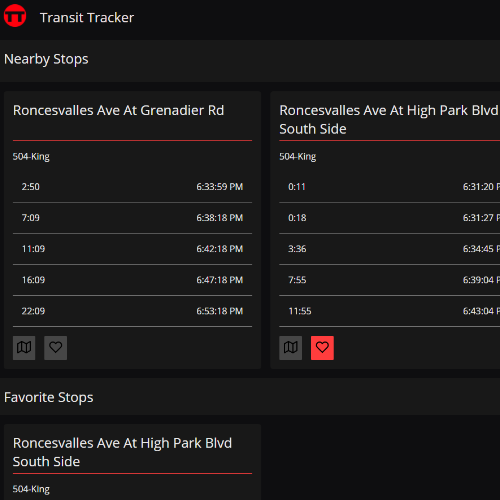 Transit Tracker
Nearby Stops
Roncesvalles Ave At Grenadier Rd
504-King
2:50 6:33:59 PM
7:09 6:38:18 PM
11:09 6:42:18 PM
16:09 6:47:18 PM
22:09 6:53:18 PM
Roncesvalles Ave At High Park Blvd
South Side
504-King
0:11 6:31:20 P
0:18 6:31:27 P
3:36 6:34:45 P
7:55 6:39:04 P
11:55 6:43:04 P
Favorite Stops
Roncesvalles Ave At High Park Blvd
South Side
504-King